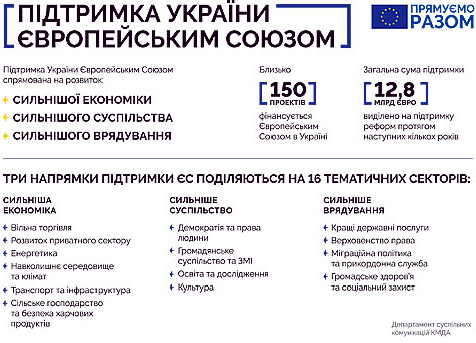 ПІДТРИМКА УКРАЇНИ
ЄВРОПЕЙСЬКИМ СОЮЗОМ
ПРЯМУЄМО
РАЗОМ
Підтримка України Європейським Союзом
спрямована на розвиток:
СИЛЬНІШОЇ ЕКОНОМІКИ
СИЛЬНІШОГО СУСПІЛЬСТВА
СИЛЬНІШОГО ВРЯДУВАННЯ
Близько
150
ПРОЄКТІВ
фінансується
Європейським
Союзом в Україні
Загальна сума підтримки
12,8
МЛРД ЄВРО
виділено на підтримку
реформ протягом
наступних кількох років
ТРИ НАПРЯМКИ ПІДТРИМКИ ЄС ПОДІЛЯЮТЬСЯ НА 16 ТЕМАТИЧНИХ СЕКТОРІВ:
СИЛЬНІША
ЕКОНОМІКА
Вільна торгівля
Розвиток приватного сектору
Енергетика
Навколишнє середовище
та клімат
Транспорт та інфраструктура
Сільське господарство
та безпека харчових
продуктів
СИЛЬНІШЕ
СУСПІЛЬСТВО
Демократія та права
людини
Громадянське
суспільство та ЗМІ
Освіта та дослідження
Культура
СИЛЬНІШЕ
ВРЯДУВАННЯ
Кращі державні послуги
Верховенство права
Міграційна політика
та прикордонна служба
Громадське здоров'я
та соціальний захист
Департамент суспільних
комунікацій КМДА